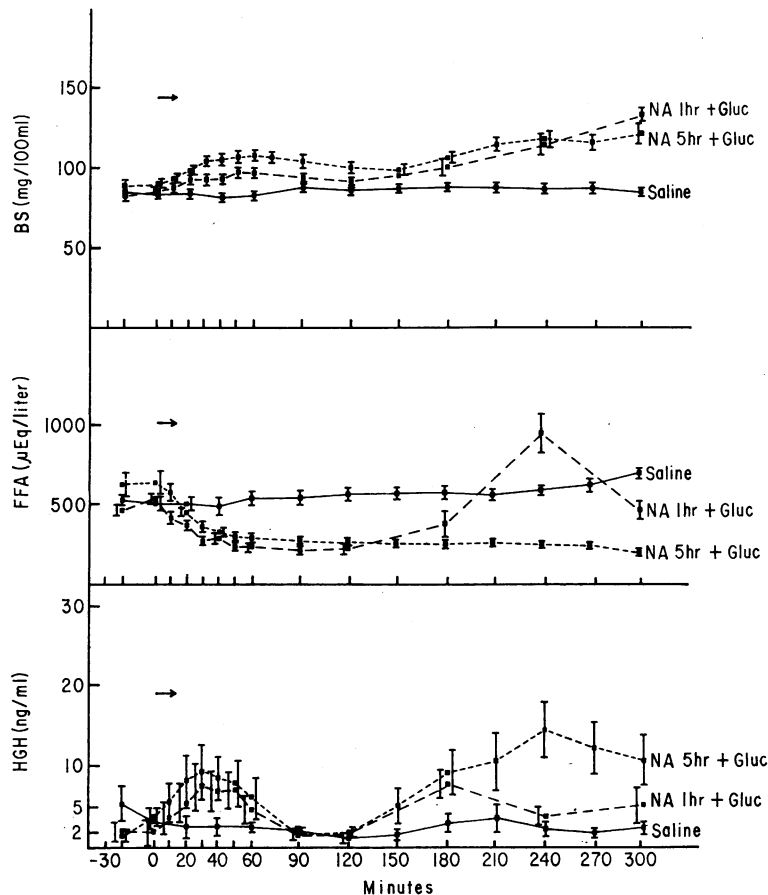 150
100
50
BS (mg/100ml)
NA 1hr + Gluc
NA 5hr + Gluc
Saline
1000
500
FFA (µEq/liter)
Saline
NA 1hr + Gluc
NA 5hr + Gluc
30
20
10
5
2
HGH (ng/ml)
NA 5hr + Gluc
NA 1hr + Gluc
Saline
-30 0 20 40 60 90 120 150 180 210 240 270 300
Minutes